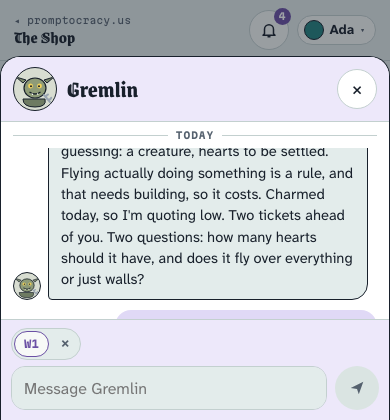 ◂ promptocracy.us
The Shop
4
Ada
Gremlin
×
TODAY
guessing: a creature, hearts to be settled.
Flying actually doing something is a rule, and
that needs building, so it costs. Charmed
today, so I'm quoting low. Two tickets ahead
of you. Two questions: how many hearts
should it have, and does it fly over everything
or just walls?
W1 ×
Message Gremlin